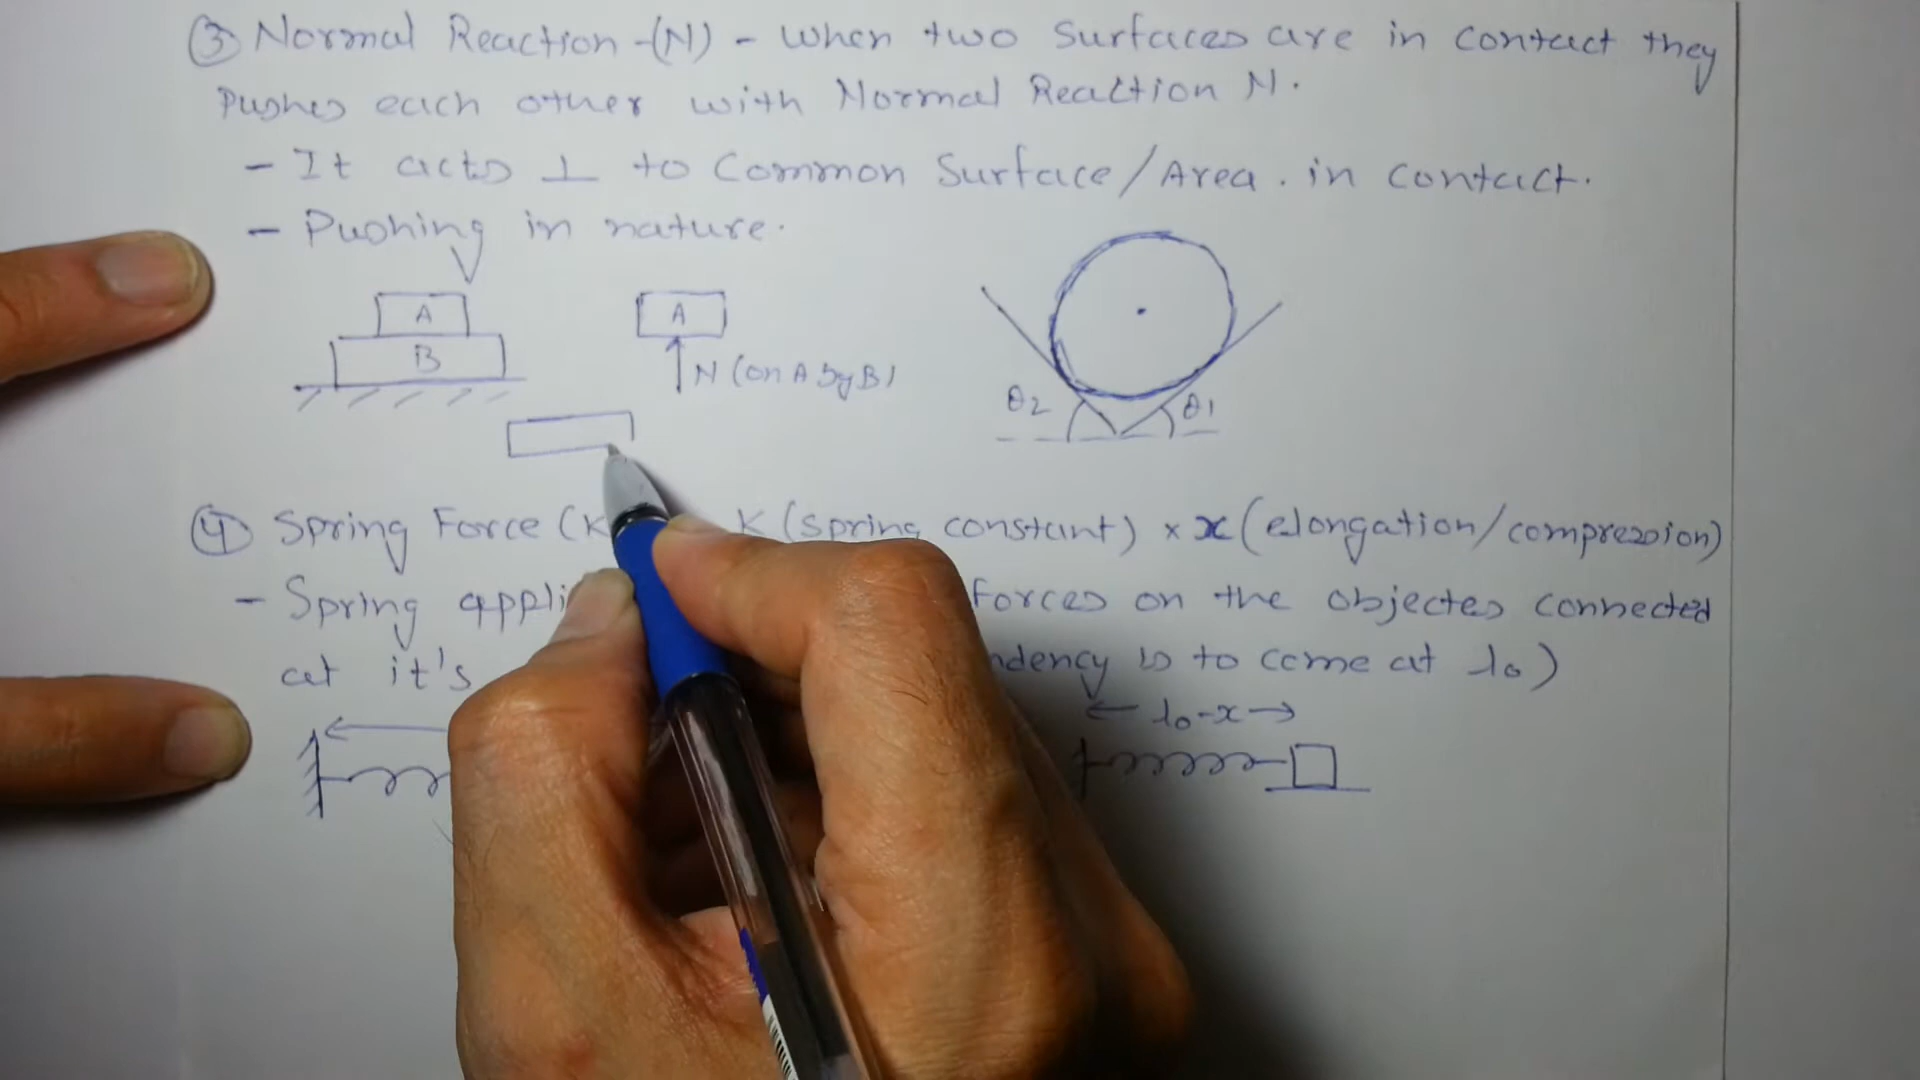 ③ Normal Reaction -(N) - when two surfaces are in contact they
pushes each other with Normal Reaction N.
- It acts ⊥ to common surface/Area. in contact.
- Pushing in nature.
A
B
A
N (on A by B)
θ2
θ1
④ Spring Force (K K (spring constant) × x (elongation/compression)
- Spring appli forces on the objectes connected
at it's ndency is to come at l₀)
l₀-x